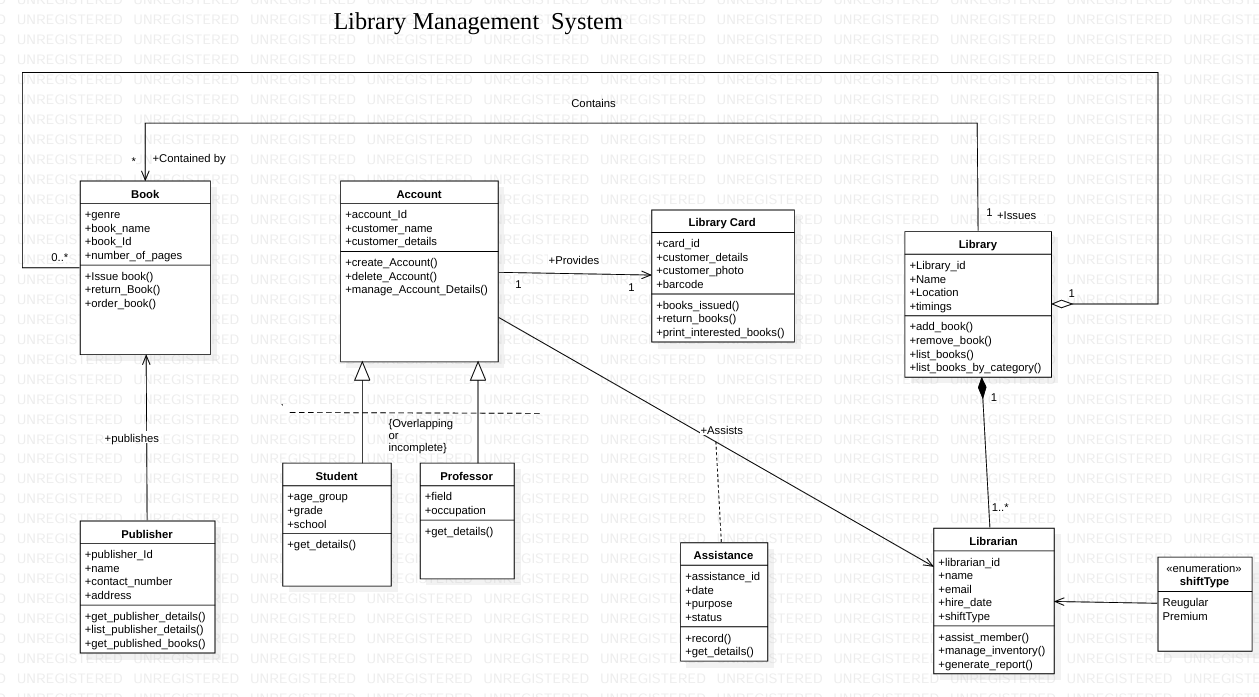 Library Management  System
Contains
*
+Contained by
1
+Issues
Book
+genre
+book_name
+book_Id
+number_of_pages
+Issue book()
+return_Book()
+order_book()
0..*
Account
+account_Id
+customer_name
+customer_details
+create_Account()
+delete_Account()
+manage_Account_Details()
+Provides
1
1
Library Card
+card_id
+customer_details
+customer_photo
+barcode
+books_issued()
+return_books()
+print_interested_books()
Library
+Library_id
+Name
+Location
+timings
+add_book()
+remove_book()
+list_books()
+list_books_by_category()
1
1
1..*
+publishes
{Overlapping
or
incomplete}
+Assists
Student
+age_group
+grade
+school
+get_details()
Professor
+field
+occupation
+get_details()
Publisher
+publisher_Id
+name
+contact_number
+address
+get_publisher_details()
+list_publisher_details()
+get_published_books()
Assistance
+assistance_id
+date
+purpose
+status
+record()
+get_details()
Librarian
+librarian_id
+name
+email
+hire_date
+shiftType
+assist_member()
+manage_inventory()
+generate_report()
«enumeration»
shiftType
Reugular
Premium
UNREGISTERED